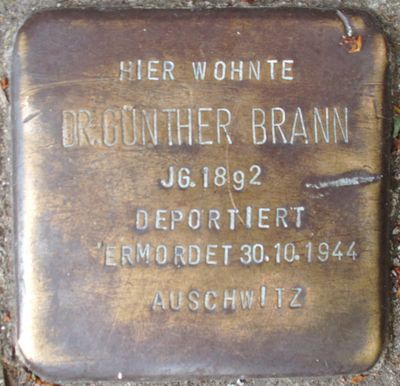 HIER WOHNTE
DR. GÜNTHER BRANN
JG. 1892
DEPORTIERT
ERMORDET 30.10.1944
AUSCHWITZ